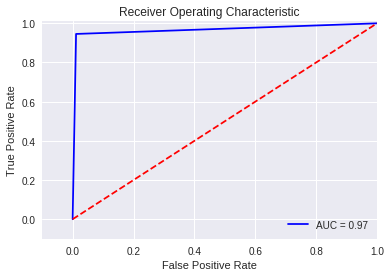 Receiver Operating Characteristic
1.0
0.8
0.6
0.4
0.2
0.0
True Positive Rate
AUC = 0.97
0.0 0.2 0.4 0.6 0.8 1.0
False Positive Rate